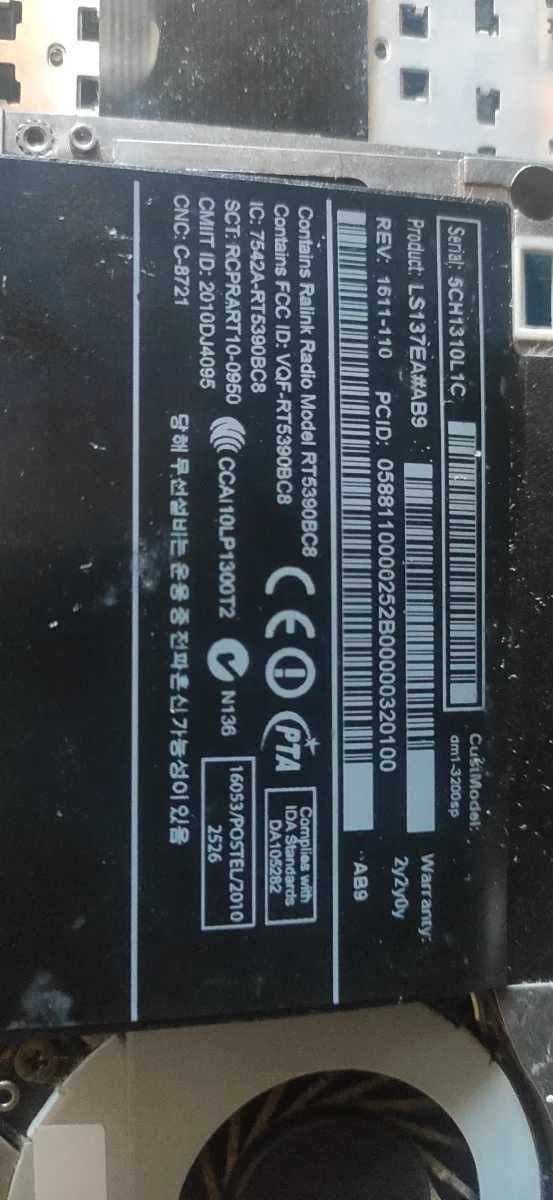 Serial: 5CH1310L1C
CustModel:
dm1-3200sp
Product: LS137EA#AB9
Warranty:
2y2y0y
REV: 1611-110 PCID: 0588110000252B00000320100
AB9
Contains Ralink Radio Model RT5390BC8
Contains FCC ID: VQF-RT5390BC8
IC: 7542A-RT5390BC8
SCT: RCPRART10-0950
CMIIT ID: 2010DJ4095
CNC: C-8721
CE
PTA
Complies with
IDA Standards
DA105282
CCAI10LP1300T2
N136
16053/POSTEL/2010
2526
당해 무선설비는 운용 중 전파혼신 가능성이 있음